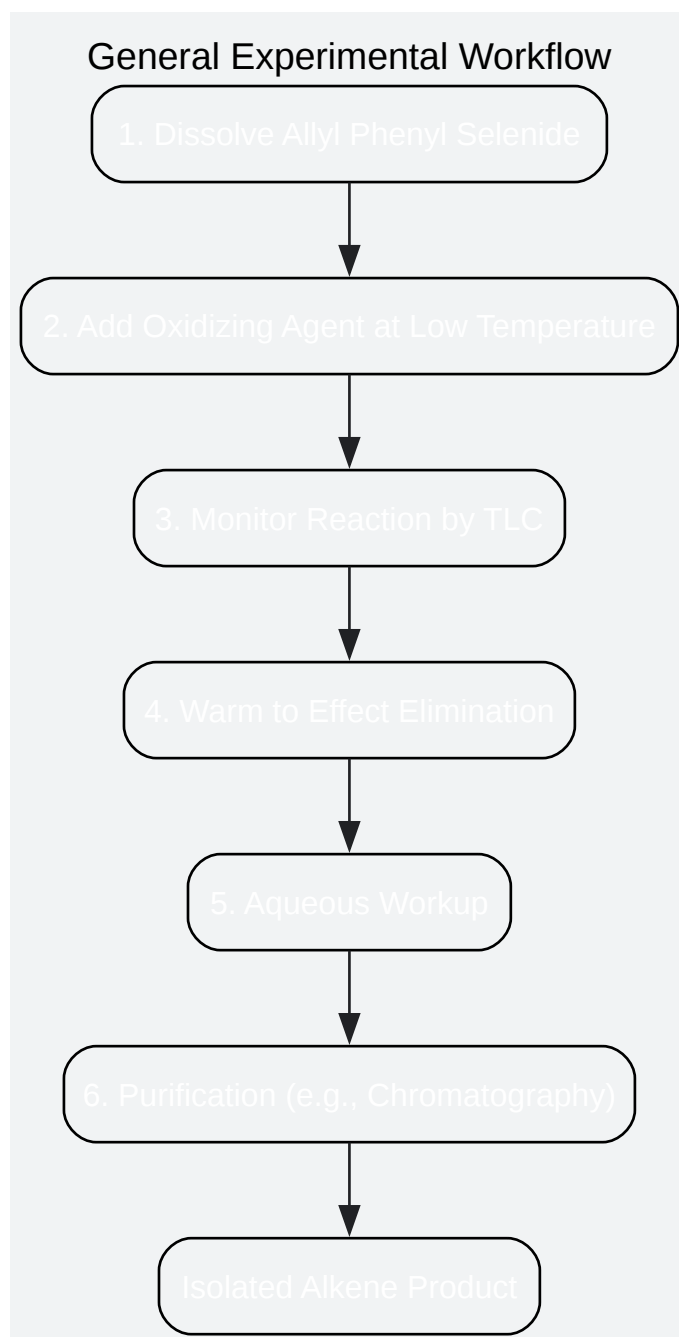 General Experimental Workflow
1. Dissolve Allyl Phenyl Selenide
2. Add Oxidizing Agent at Low Temperature
3. Monitor Reaction by TLC
4. Warm to Effect Elimination
5. Aqueous Workup
6. Purification (e.g., Chromatography)
Isolated Alkene Product